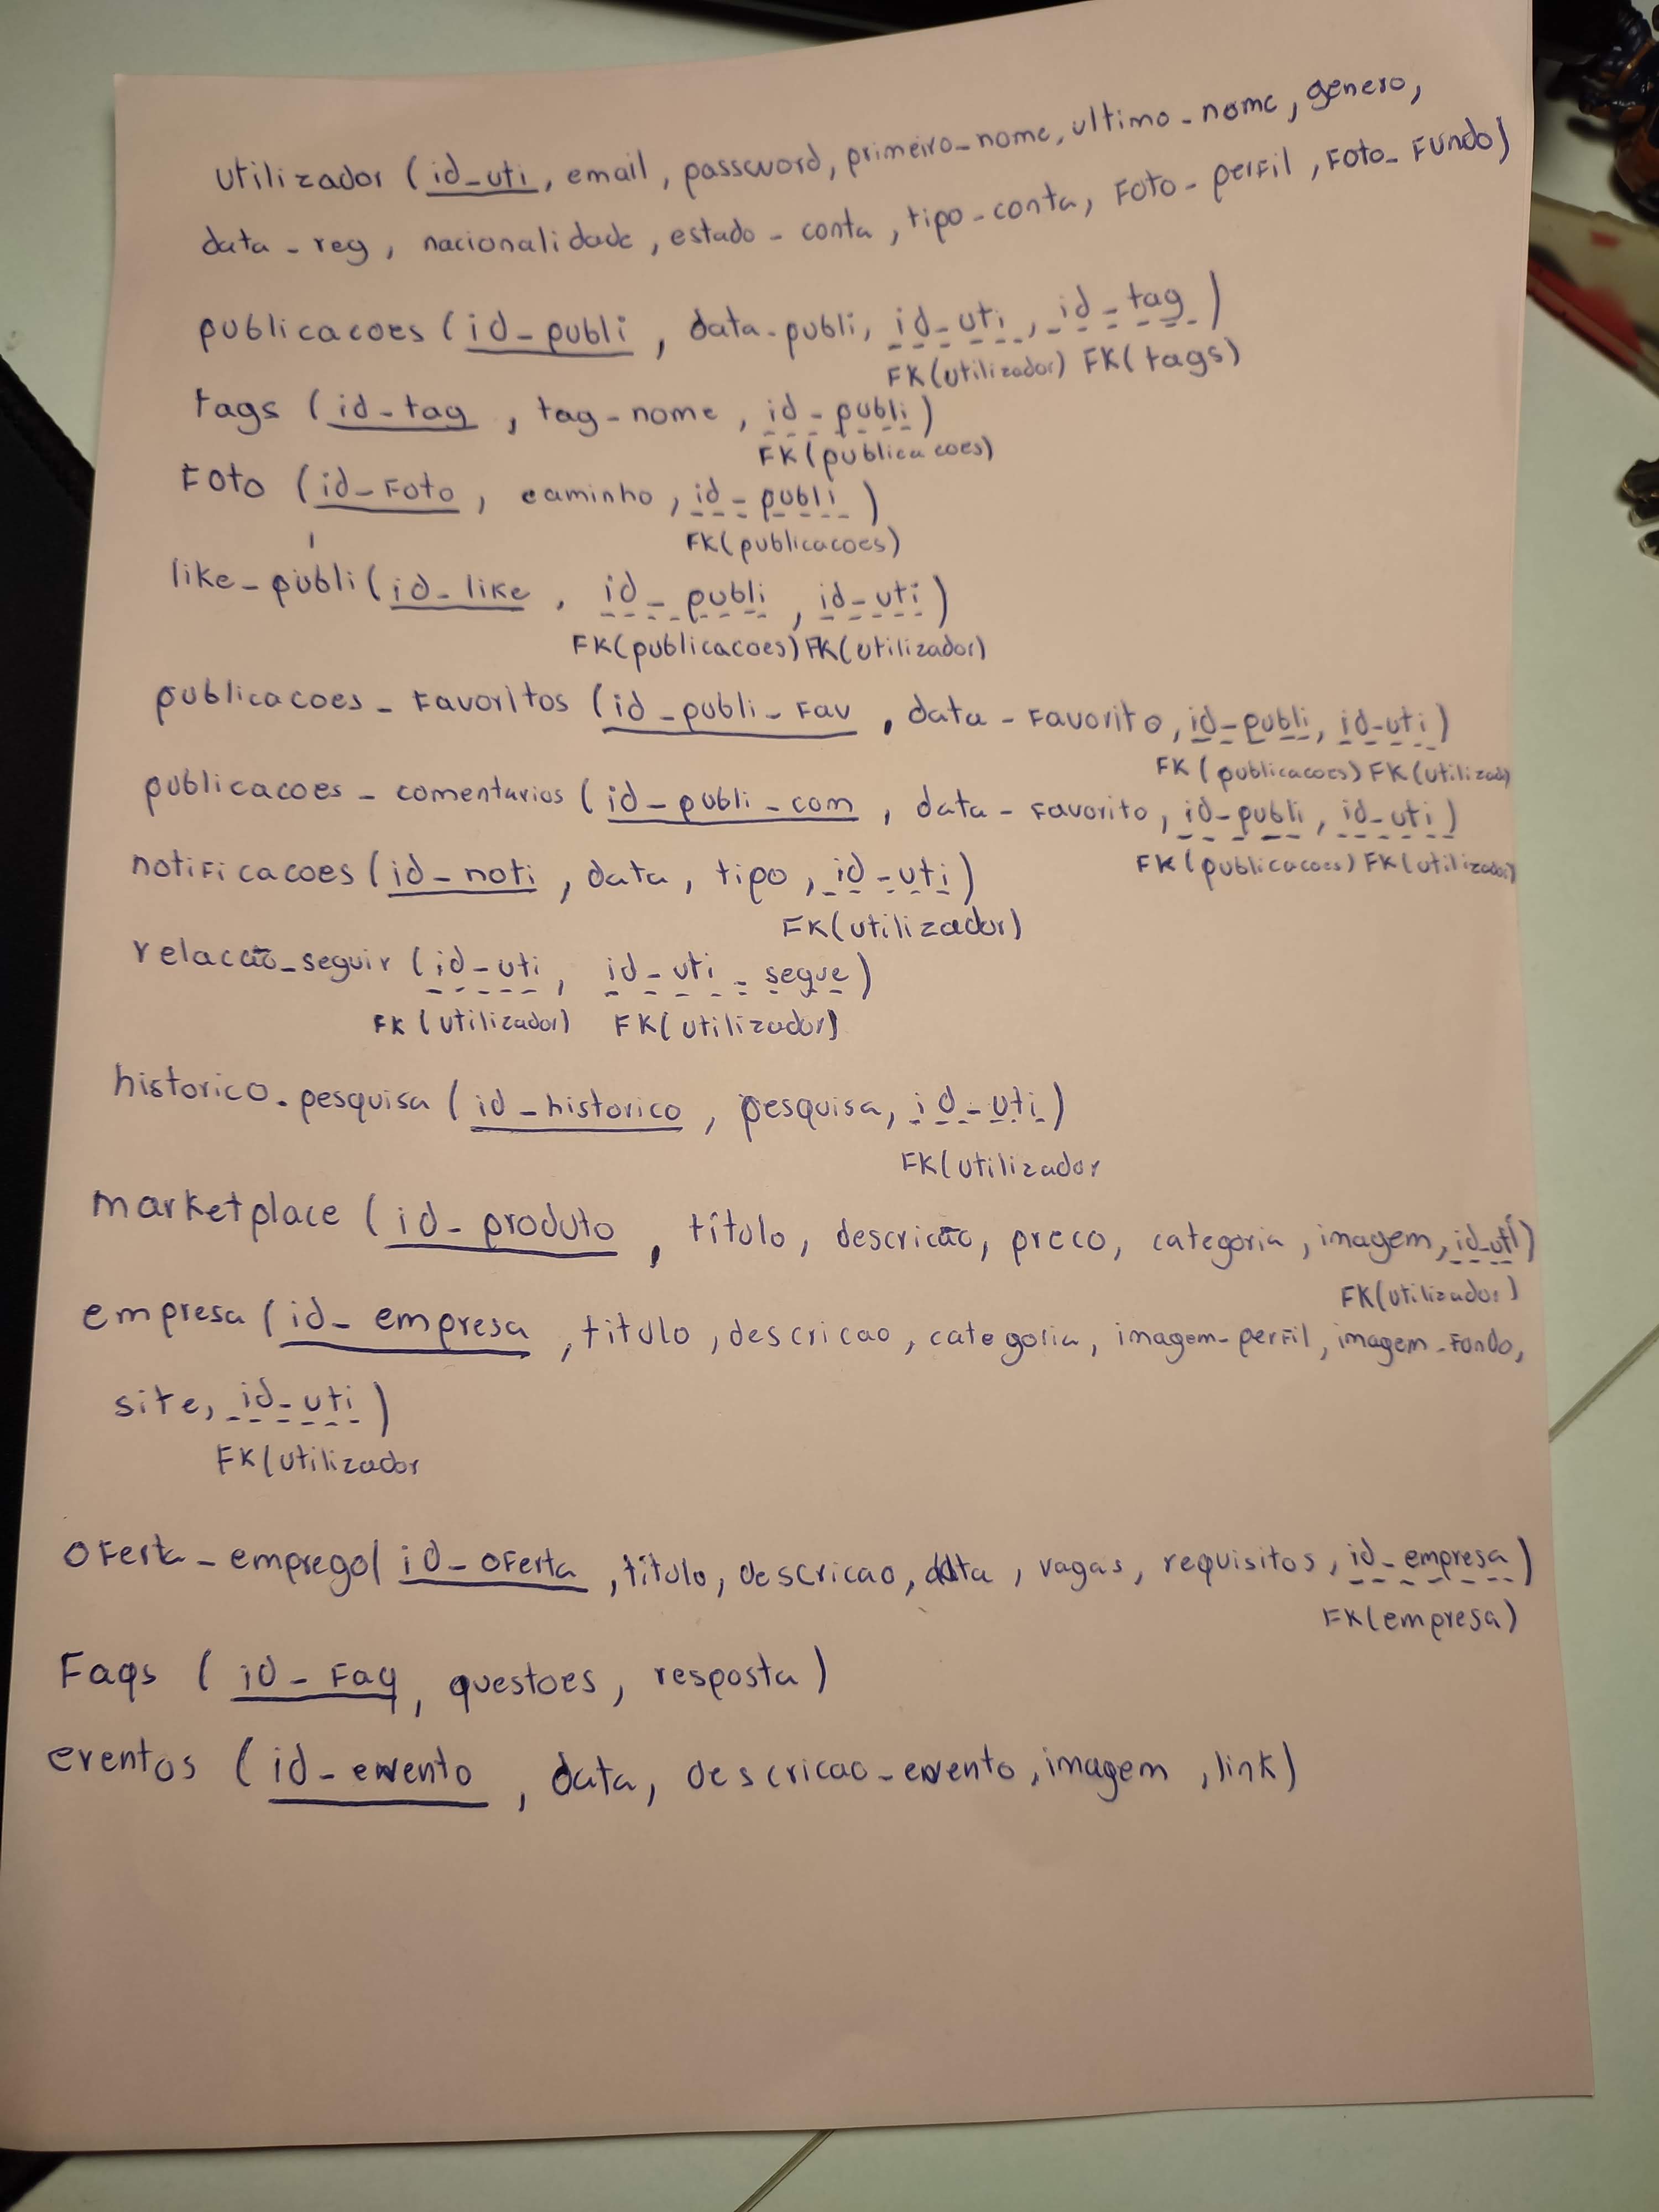 utilizador (id_uti, email, password, primeiro_nome, ultimo_nome, genero,
data_reg, nacionalidade, estado_conta, tipo_conta, Foto_perfil, Foto_Fundo)
publicacoes (id_publi, data_publi, id_uti, id_tag)
FK(utilizador) FK(tags)
tags (id_tag, tag_nome, id_publi)
FK(publicacoes)
Foto (id_Foto, caminho, id_publi)
FK(publicacoes)
like_publi(id_like, id_publi, id_uti)
FK(publicacoes) FK(utilizador)
publicacoes_Favoritos (id_publi_Fav, data_Favorito, id_publi, id_uti)
FK(publicacoes) FK(utilizad
publicacoes_comentarios (id_publi_com, data_Favorito, id_publi, id_uti)
FK(publicacoes) FK(utilizador)
notificacoes (id_noti, data, tipo, id_uti)
FK(utilizador)
relacão_seguir (id_uti, id_uti_segue)
FK(utilizador) FK(utilizador)
historico_pesquisa (id_historico, pesquisa, id_uti)
FK(utilizador
marketplace (id_produto, título, descricão, preco, categoria, imagem, id_uti)
FK(utilizador)
empresa (id_empresa, titulo, descricao, categoria, imagem_perfil, imagem_Fundo,
site, id_uti)
FK(utilizador
oferta_emprego(id_oferta, título, descricao, data, vagas, requisitos, id_empresa)
FK(empresa)
Faqs (id_Faq, questoes, resposta)
eventos (id_evento, data, descricao_evento, imagem, link)